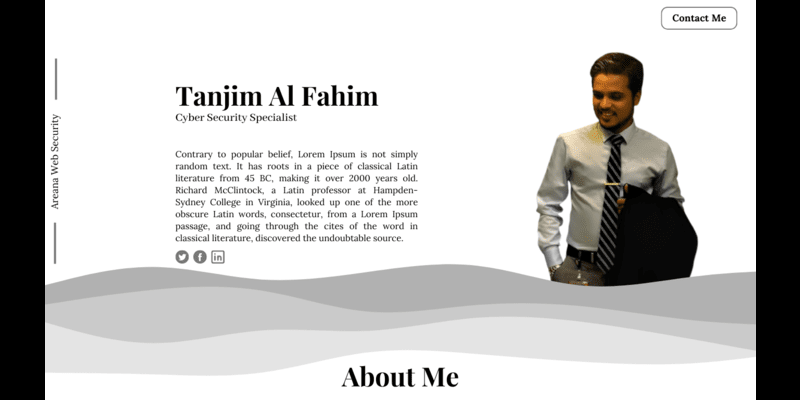 Contact Me
Tanjim Al Fahim
Cyber Security Specialist
Areana Web Security
Contrary to popular belief, Lorem Ipsum is not simply
random text. It has roots in a piece of classical Latin
literature from 45 BC, making it over 2000 years old.
Richard McClintock, a Latin professor at Hampden-
Sydney College in Virginia, looked up one of the more
obscure Latin words, consectetur, from a Lorem Ipsum
passage, and going through the cites of the word in
classical literature, discovered the undoubtable source.
in
About Me